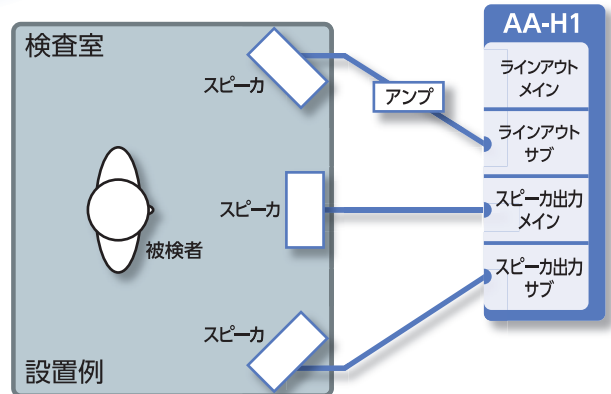 検査室
スピーカ
アンプ
スピーカ
被検者
スピーカ
設置例
AA-H1
ラインアウト
メイン
ラインアウト
サブ
スピーカ出力
メイン
スピーカ出力
サブ